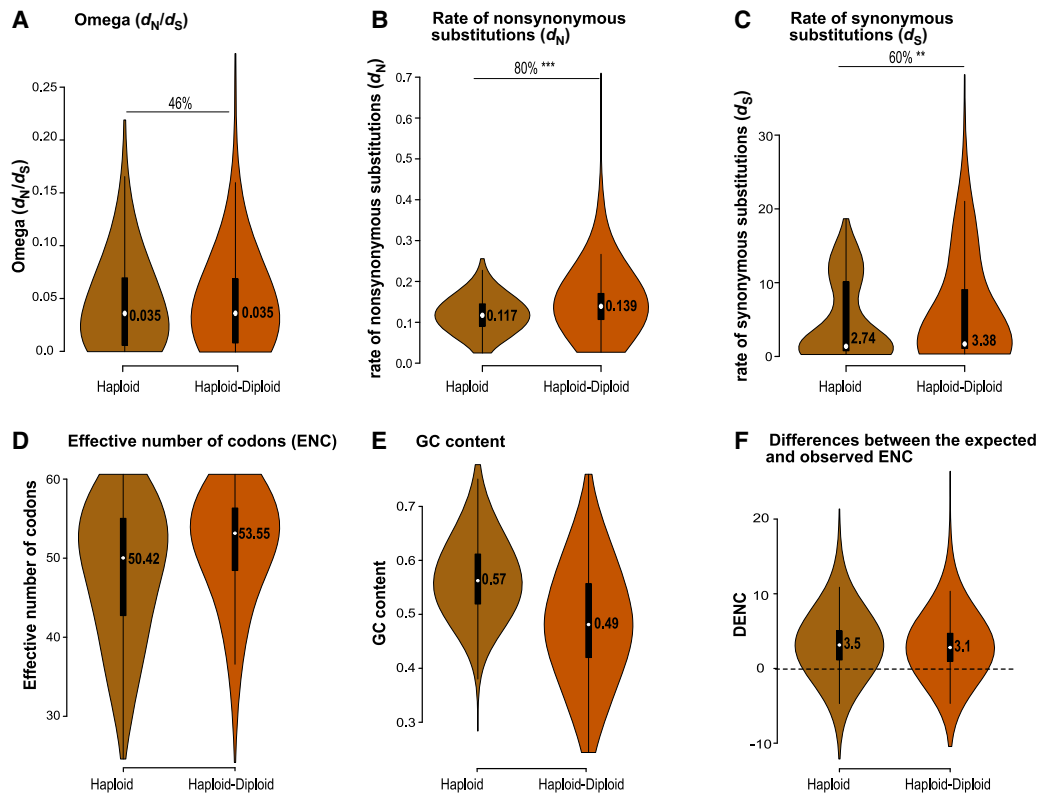 A Omega (dN/dS)
Omega (dN/dS)
0.25
0.20
0.15
0.10
0.05
0.0
46%
0.035
0.035
Haploid
Haploid-Diploid
B Rate of nonsynonymous
substitutions (dN)
rate of nonsynonymous substitutions (dN)
0.7
0.6
0.5
0.4
0.3
0.2
0.1
0.0
80% ***
0.117
0.139
Haploid
Haploid-Diploid
C Rate of synonymous
substitutions (dS)
rate of synonymous substitutions (dS)
30
20
10
0
60% **
2.74
3.38
Haploid
Haploid-Diploid
D Effective number of codons (ENC)
Effective number of codons
60
50
40
30
50.42
53.55
Haploid
Haploid-Diploid
E GC content
GC content
0.7
0.6
0.5
0.4
0.3
0.57
0.49
Haploid
Haploid-Diploid
F Differences between the expected
and observed ENC
DENC
20
10
0
-10
3.5
3.1
Haploid
Haploid-Diploid